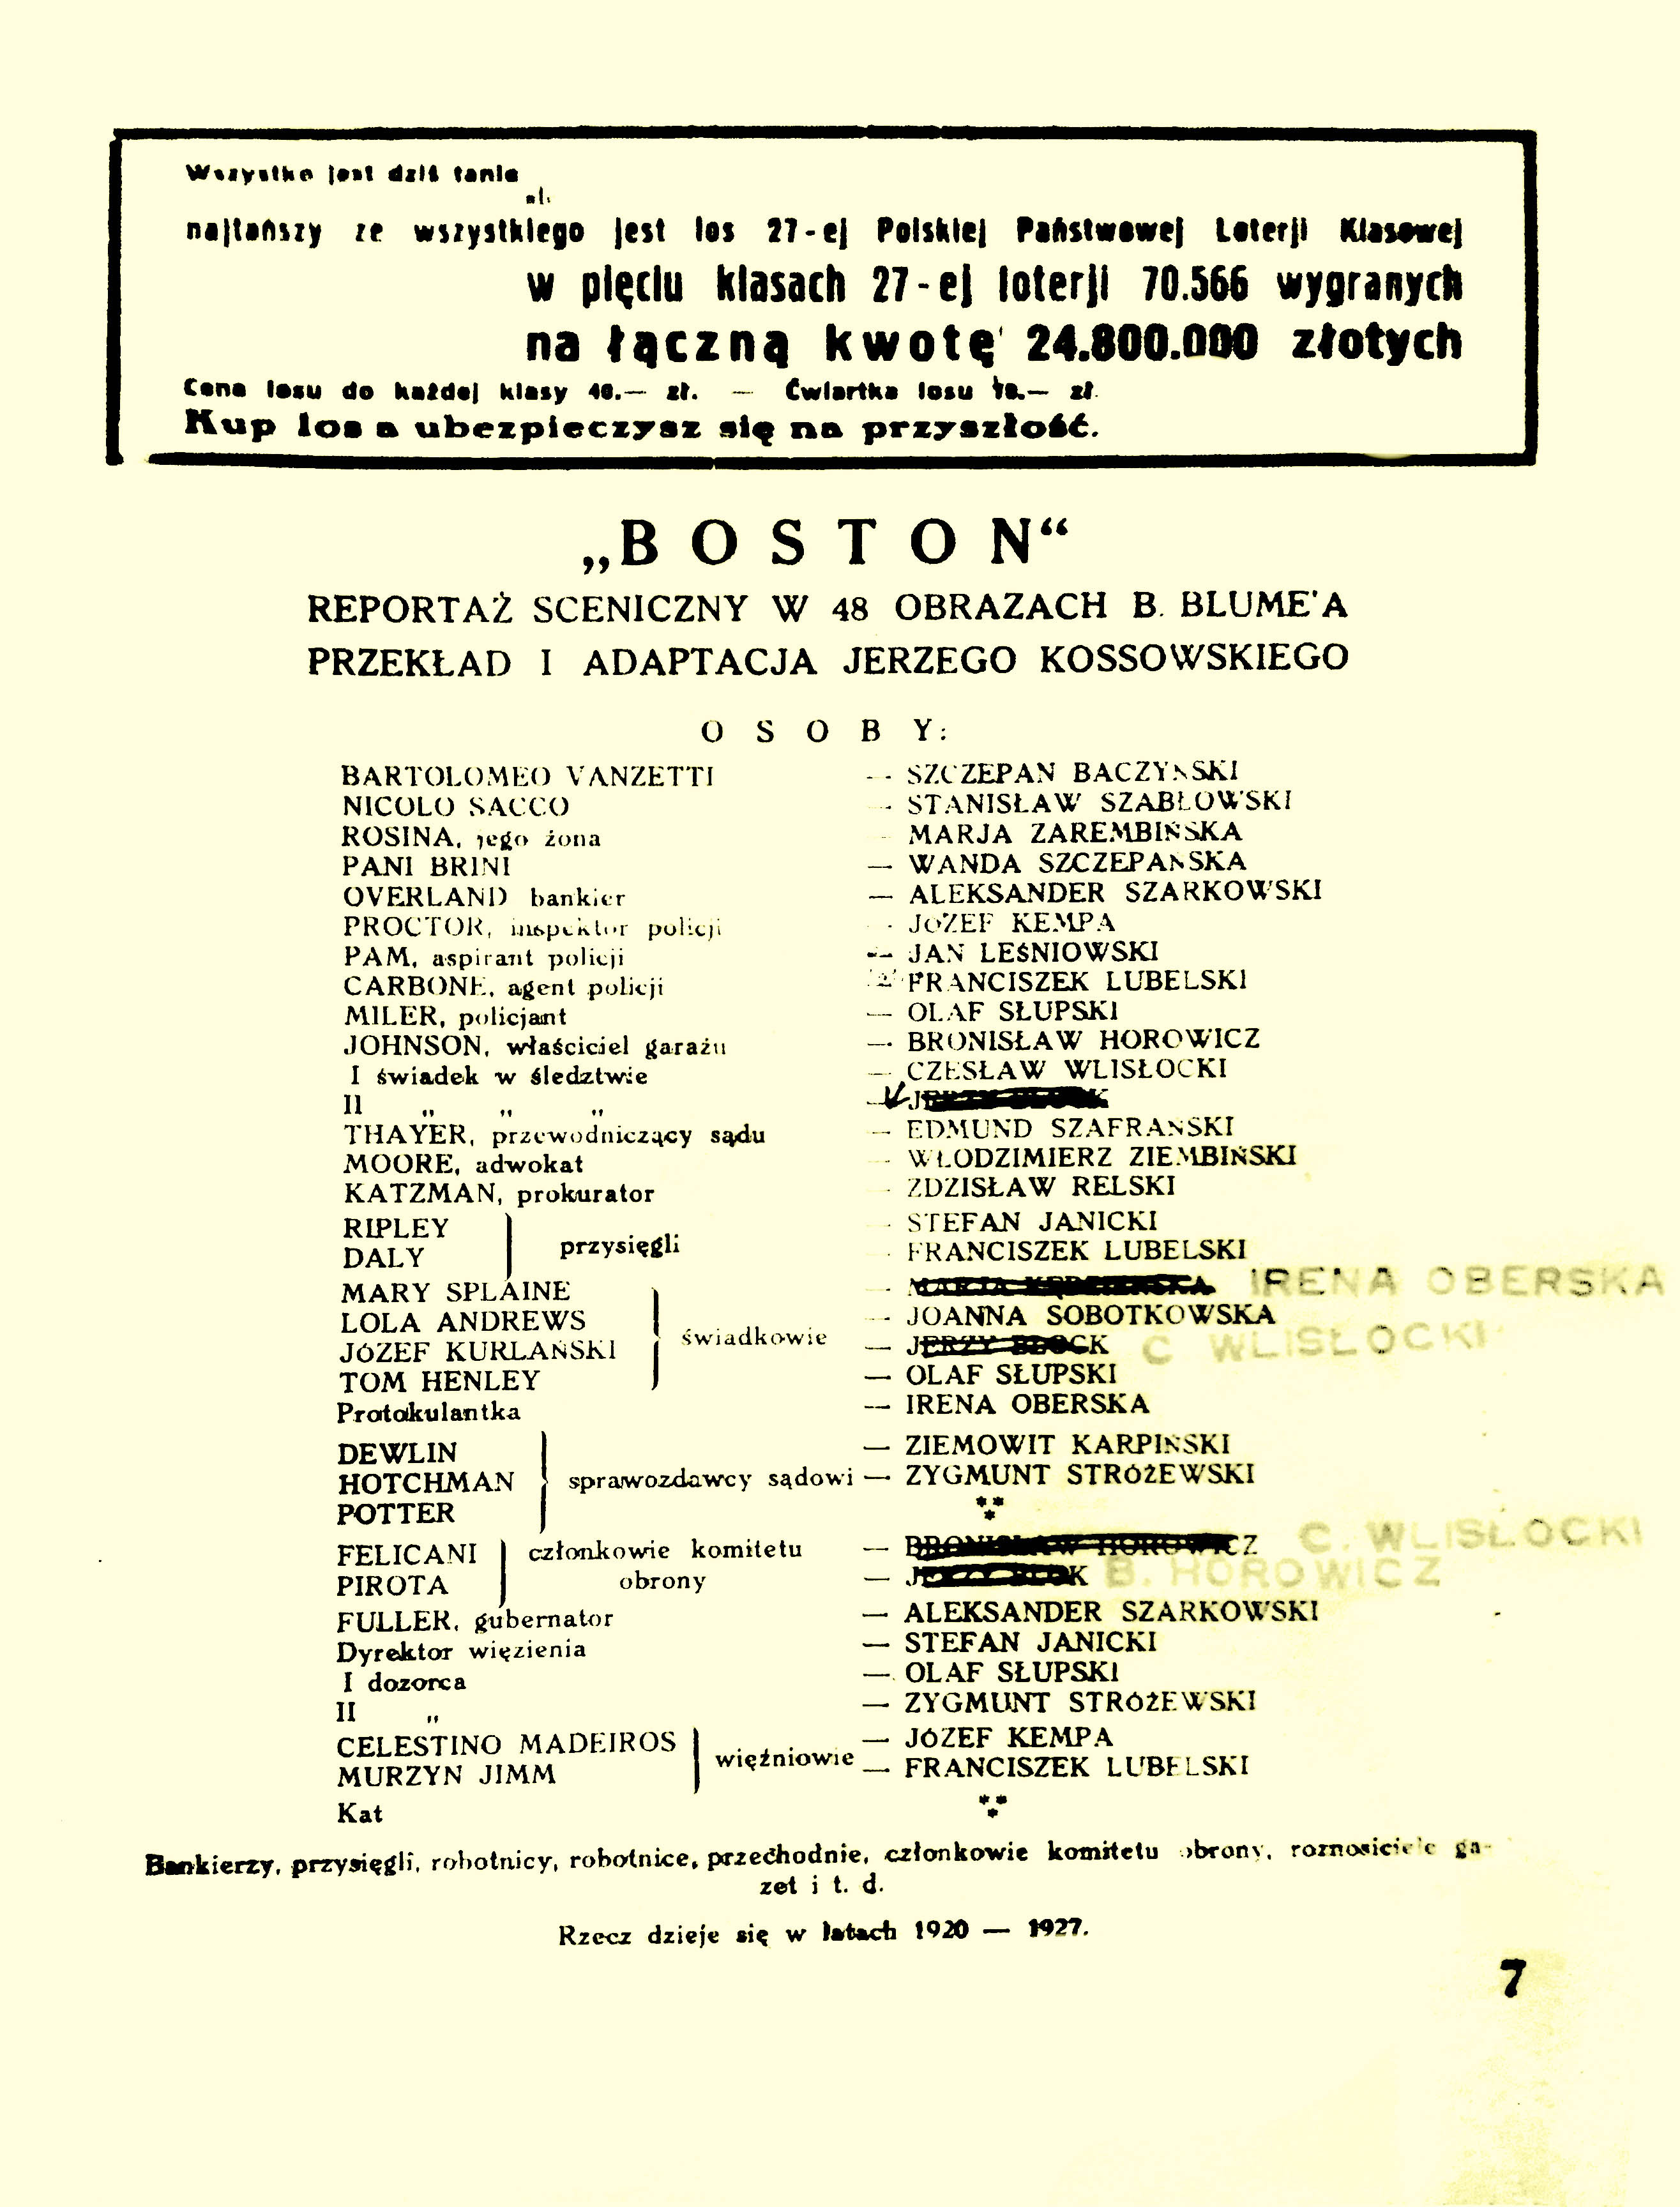 Wszystko jest dziś tanie
najtańszy ze wszystkiego jest los 27-ej Polskiej Państwowej Loterji Klasowej
w pięciu klasach 27-ej loterji 70.566 wygranych
na łączną kwotę 24.800.000 złotych
Cena losu do każdej klasy 40.— zł. — Ćwiartka losu 10.— zł.
Kup los a ubezpieczysz się na przyszłość.
„BOSTON“
REPORTAŻ SCENICZNY W 48 OBRAZACH B. BLUME'A
PRZEKŁAD I ADAPTACJA JERZEGO KOSSOWSKIEGO
OSOBY:
BARTOLOMEO VANZETTI — SZCZEPAN BACZYŃSKI
NICOLO SACCO — STANISŁAW SZABŁOWSKI
ROSINA, jego żona — MARJA ZAREMBIŃSKA
PANI BRINI — WANDA SZCZEPAŃSKA
OVERLAND bankier — ALEKSANDER SZARKOWSKI
PROCTOR, inspektor policji — JÓZEF KEMPA
PAM, aspirant policji — JAN LEŚNIOWSKI
CARBONE, agent policji — FRANCISZEK LUBELSKI
MILER, policjant — OLAF SŁUPSKI
JOHNSON, właściciel garażu — BRONISŁAW HOROWICZ
I świadek w śledztwie — CZESŁAW WLISŁOCKI
II „ „ „ —
THAYER, przewodniczący sądu — EDMUND SZAFRAŃSKI
MOORE, adwokat — WŁODZIMIERZ ZIEMBIŃSKI
KATZMAN, prokurator — ZDZISŁAW RELSKI
RIPLEY — STEFAN JANICKI
DALY przysięgli — FRANCISZEK LUBELSKI
MARY SPLAINE — IRENA OBERSKA
LOLA ANDREWS — JOANNA SOBOTKOWSKA
JÓZEF KURLAŃSKI świadkowie — JERZY BLOCK C WLISŁOCKI
TOM HENLEY — OLAF SŁUPSKI
Protokulantka — IRENA OBERSKA
DEWLIN — ZIEMOWIT KARPIŃSKI
HOTCHMAN sprawozdawcy sądowi — ZYGMUNT STRÓŻEWSKI
POTTER ***
FELICANI członkowie komitetu — BRONISŁAW HOROWICZ C. WLISŁOCKI
PIROTA obrony — B. HOROWICZ
FULLER, gubernator — ALEKSANDER SZARKOWSKI
Dyrektor więzienia — STEFAN JANICKI
I dozorca — OLAF SŁUPSKI
II „ — ZYGMUNT STRÓŻEWSKI
CELESTINO MADEIROS — JÓZEF KEMPA
MURZYN JIMM więźniowie — FRANCISZEK LUBELSKI
Kat ***
Bankierzy, przysięgli, robotnicy, robotnice, przechodnie, członkowie komitetu obrony, roznosiciele ga-
zet i t. d.
Rzecz dzieje się w latach 1920 — 1927.
7